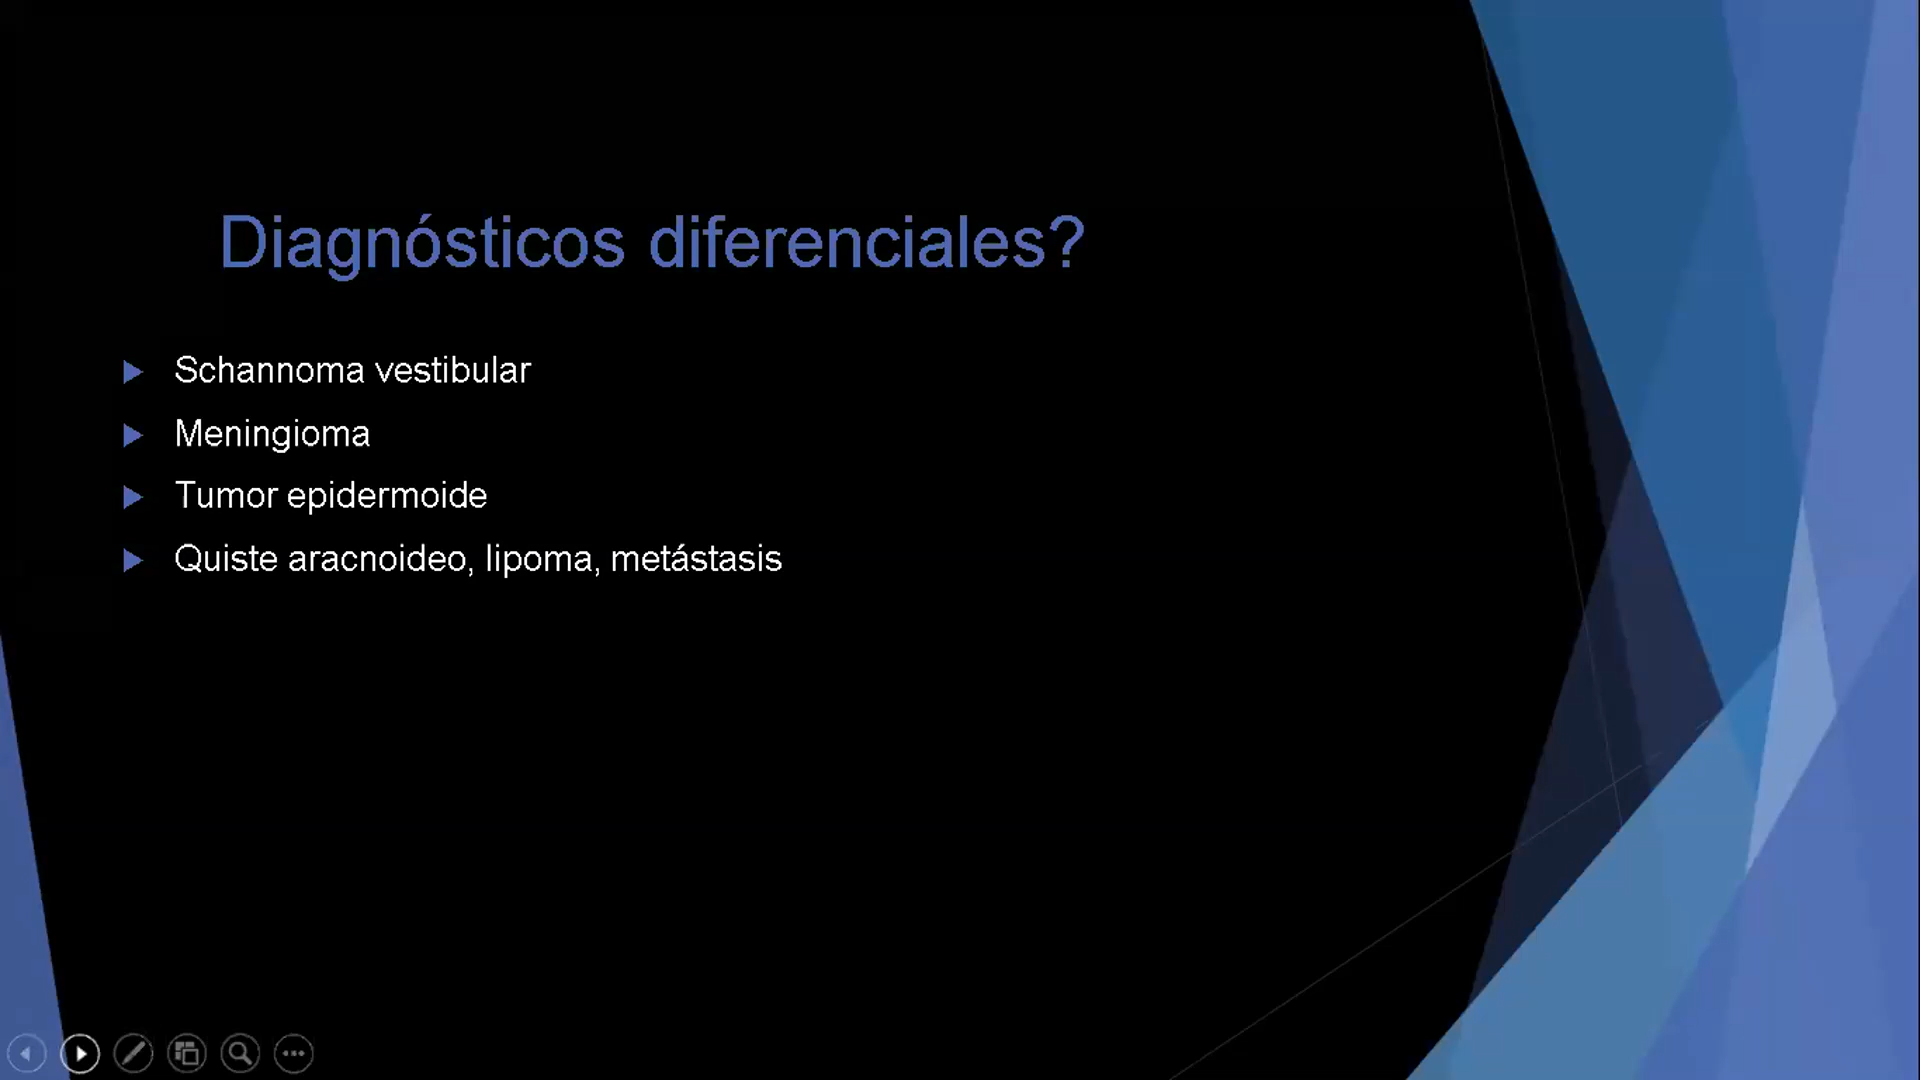 Diagnósticos diferenciales?
Schannoma vestibular
Meningioma
Tumor epidermoide
Quiste aracnoideo, lipoma, metástasis